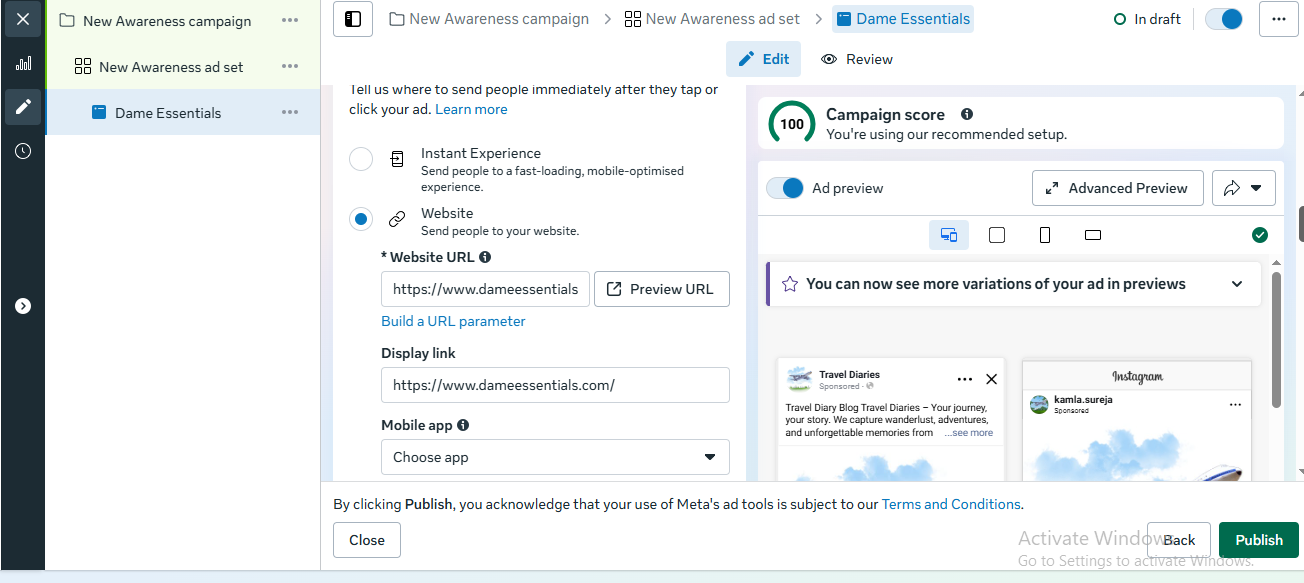 New Awareness campaign
New Awareness ad set
Dame Essentials
New Awareness campaign > New Awareness ad set > Dame Essentials
In draft
Edit
Review
Tell us where to send people immediately after they tap or
click your ad. Learn more
Instant Experience
Send people to a fast-loading, mobile-optimised
experience.
Website
Send people to your website.
* Website URL
https://www.dameessentials
Preview URL
Build a URL parameter
Display link
https://www.dameessentials.com/
Mobile app
Choose app
100
Campaign score
You're using our recommended setup.
Ad preview
Advanced Preview
You can now see more variations of your ad in previews
Travel Diaries
Sponsored ·
Travel Diary Blog Travel Diaries – Your journey,
your story. We capture wanderlust, adventures,
and unforgettable memories from ...see more
Instagram
kamla.sureja
Sponsored
By clicking Publish, you acknowledge that your use of Meta's ad tools is subject to our Terms and Conditions.
Close
Back
Publish
Activate Windows
Go to Settings to activate Windows.